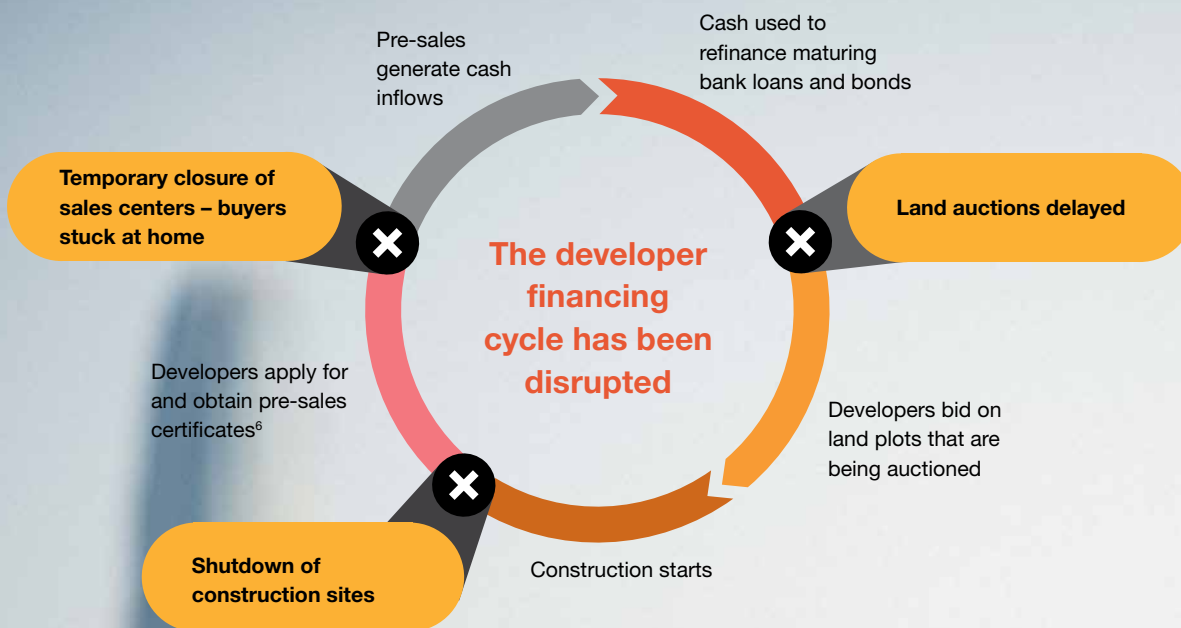 Pre-sales
generate cash
inflows
Cash used to
refinance maturing
bank loans and bonds
Temporary closure of
sales centers – buyers
stuck at home
Land auctions delayed
The developer
financing
cycle has been
disrupted
Developers apply for
and obtain pre-sales
certificates⁶
Developers bid on
land plots that are
being auctioned
Shutdown of
construction sites
Construction starts